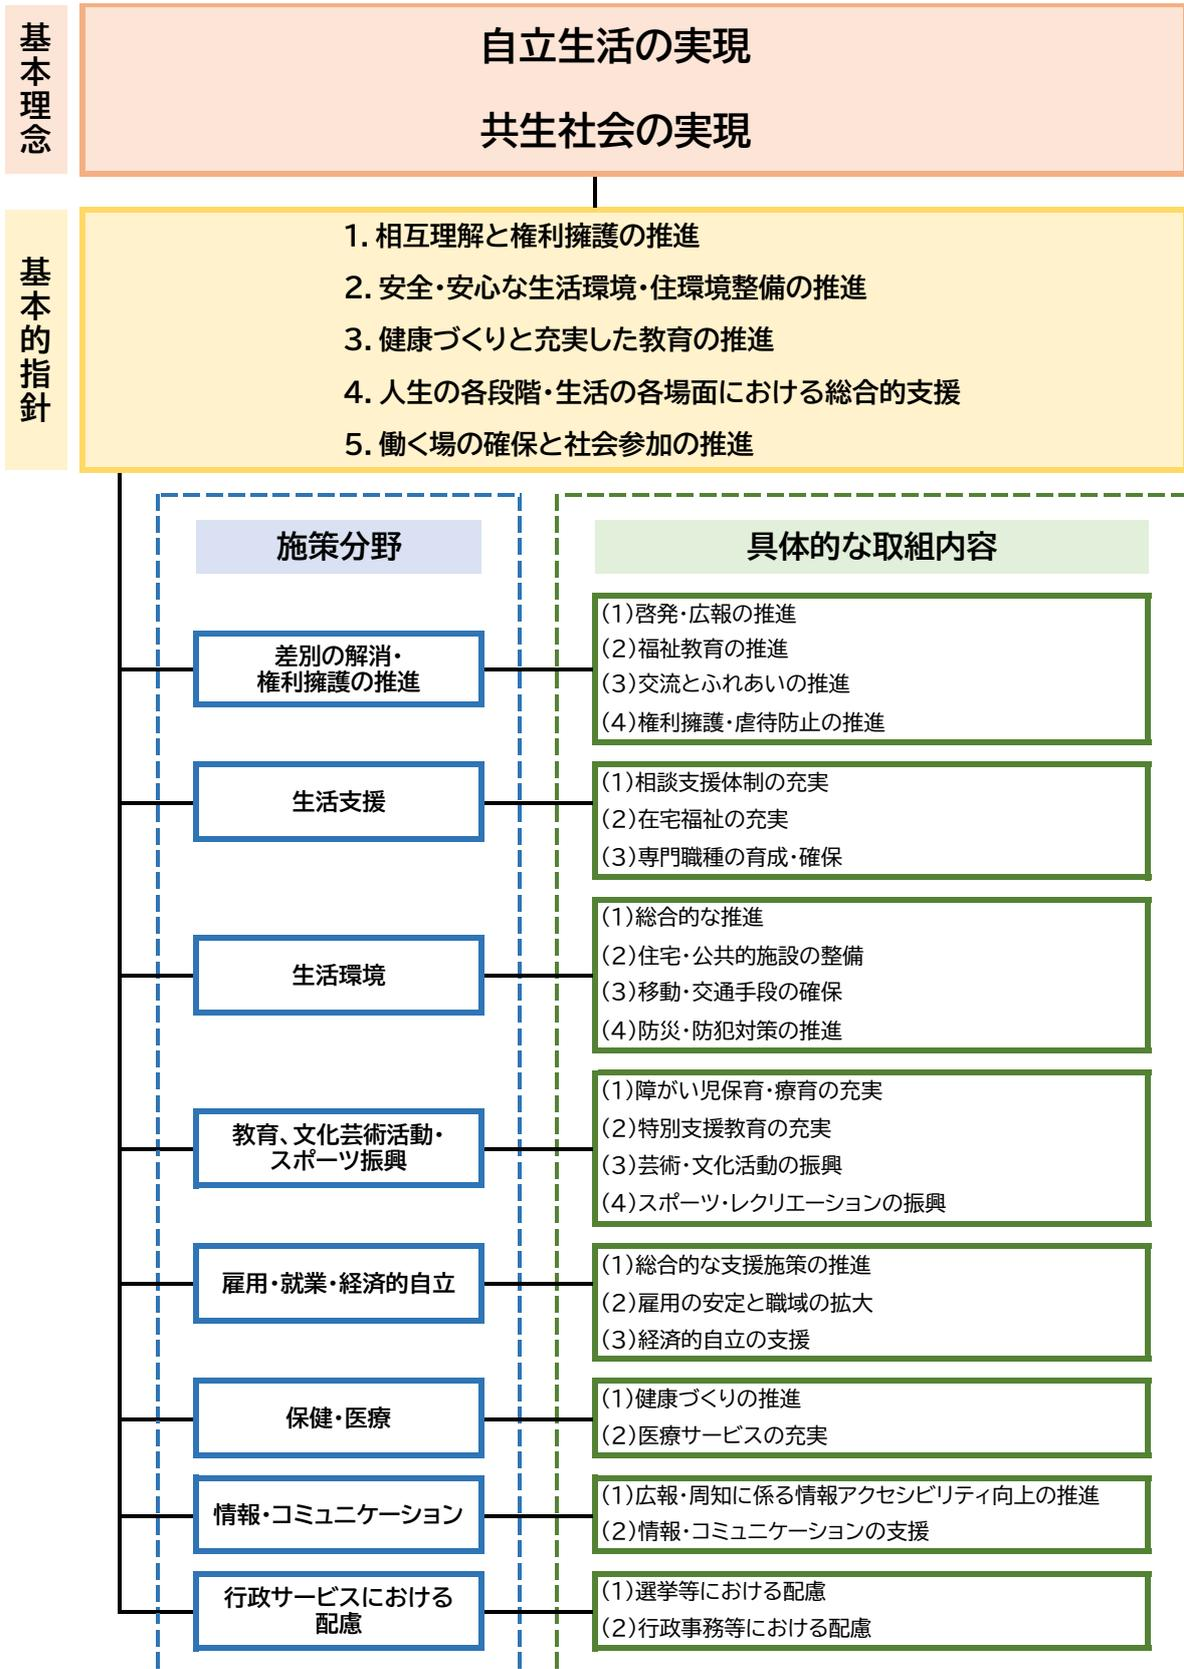 基本理念
自立生活の実現
共生社会の実現
基本的指針
1. 相互理解と権利擁護の推進
2. 安全・安心な生活環境・住環境整備の推進
3. 健康づくりと充実した教育の推進
4. 人生の各段階・生活の各場面における総合的支援
5. 働く場の確保と社会参加の推進
施策分野
具体的な取組内容
差別の解消・
権利擁護の推進
(1)啓発・広報の推進
(2)福祉教育の推進
(3)交流とふれあいの推進
(4)権利擁護・虐待防止の推進
生活支援
(1)相談支援体制の充実
(2)在宅福祉の充実
(3)専門職種の育成・確保
生活環境
(1)総合的な推進
(2)住宅・公共的施設の整備
(3)移動・交通手段の確保
(4)防災・防犯対策の推進
教育、文化芸術活動・
スポーツ振興
(1)障がい児保育・療育の充実
(2)特別支援教育の充実
(3)芸術・文化活動の振興
(4)スポーツ・レクリエーションの振興
雇用・就業・経済的自立
(1)総合的な支援施策の推進
(2)雇用の安定と職域の拡大
(3)経済的自立の支援
保健・医療
(1)健康づくりの推進
(2)医療サービスの充実
情報・コミュニケーション
(1)広報・周知に係る情報アクセシビリティ向上の推進
(2)情報・コミュニケーションの支援
行政サービスにおける
配慮
(1)選挙等における配慮
(2)行政事務等における配慮